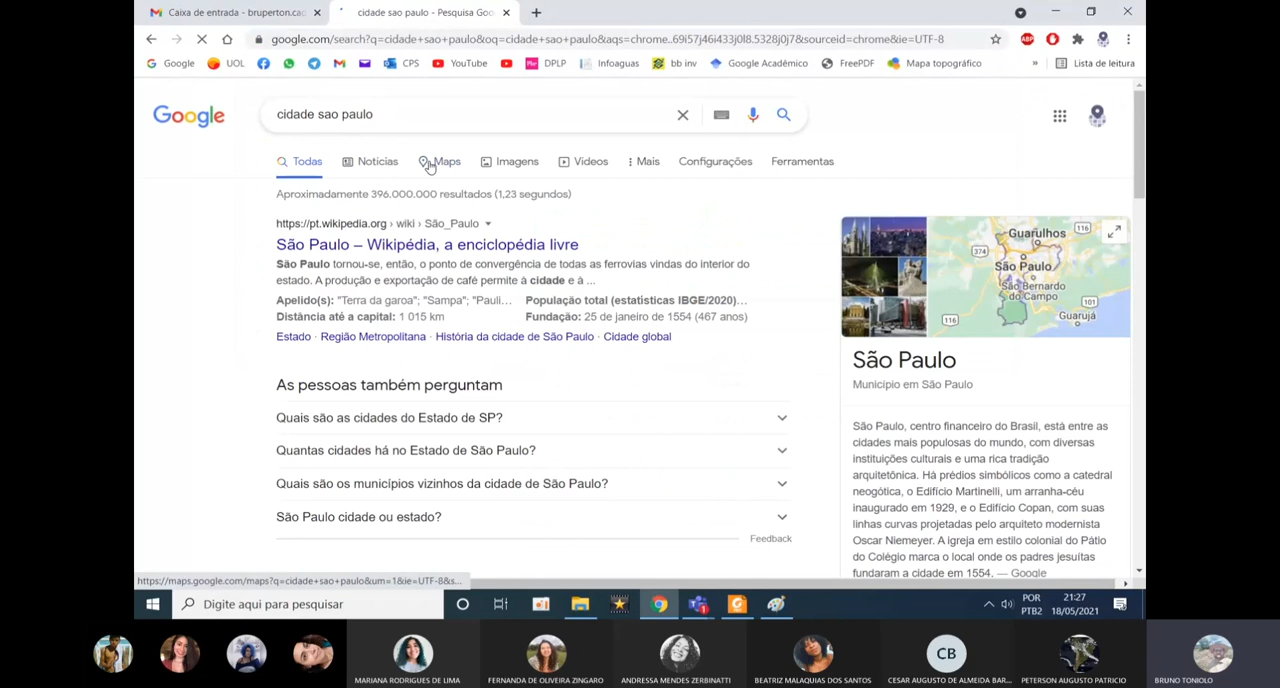 Caixa de entrada - bruperton.cao
cidade sao paulo - Pesquisa Goo
google.com/search?q=cidade+sao+paulo&oq=cidade+sao+paulo&aqs=chrome..69i57j46i433j0l8.5328j0j7&sourceid=chrome&ie=UTF-8
Google UOL CPS YouTube DPLP Infoaguas bb inv Google Acadêmico FreePDF Mapa topográfico » Lista de leitura
Google
cidade sao paulo
Todas Notícias Maps Imagens Vídeos Mais Configurações Ferramentas
Aproximadamente 396.000.000 resultados (1,23 segundos)
https://pt.wikipedia.org › wiki › São_Paulo
São Paulo – Wikipédia, a enciclopédia livre
São Paulo tornou-se, então, o ponto de convergência de todas as ferrovias vindas do interior do
estado. A produção e exportação de café permite à cidade e à ...
Apelido(s): "Terra da garoa"; "Sampa"; "Pauli... População total (estatísticas IBGE/2020)...
Distância até a capital: 1 015 km Fundação: 25 de janeiro de 1554 (467 anos)
Estado · Região Metropolitana · História da cidade de São Paulo · Cidade global
As pessoas também perguntam
Quais são as cidades do Estado de SP?
Quantas cidades há no Estado de São Paulo?
Quais são os municípios vizinhos da cidade de São Paulo?
São Paulo cidade ou estado?
Feedback
Guarulhos
116
374
São Paulo
São Bernardo
do Campo
101
116
Guarujá
São Paulo
Município em São Paulo
São Paulo, centro financeiro do Brasil, está entre as
cidades mais populosas do mundo, com diversas
instituições culturais e uma rica tradição
arquitetônica. Há prédios simbólicos como a catedral
neogótica, o Edifício Martinelli, um arranha-céu
inaugurado em 1929, e o Edifício Copan, com suas
linhas curvas projetadas pelo arquiteto modernista
Oscar Niemeyer. A igreja em estilo colonial do Pátio
do Colégio marca o local onde os padres jesuítas
fundaram a cidade em 1554. — Google
https://maps.google.com/maps?q=cidade+sao+paulo&um=1&ie=UTF-8&s...
Digite aqui para pesquisar
POR
PTB2
21:27
18/05/2021
MARIANA RODRIGUES DE LIMA
FERNANDA DE OLIVEIRA ZINGARO
ANDRESSA MENDES ZERBINATTI
BEATRIZ MALAQUIAS DOS SANTOS
CB
CESAR AUGUSTO DE ALMEIDA BAR...
PETERSON AUGUSTO PATRICIO
BRUNO TONIOLO